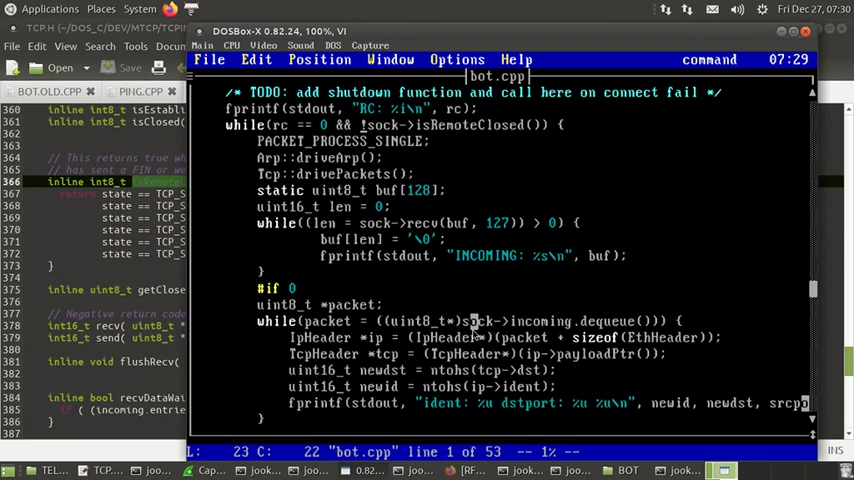 Applications Places System
Fri Dec 27, 07:30
TCP.H (~/DOS_C/DEV/MTCP/TCPIN
File Edit View Search Tools Do
Open
BOT.OLD.CPP × PING.CPP ×
360 inline int8_t isEstabli
361 inline int8_t isClosed(
362
363
364 // This returns true wh
365 // has sent a FIN or we
366 inline int8_t isRemote
367 return state == TCP_S
368 state == TCP_S
369 state == TCP_S
370 state == TCP_S
371 state == TCP_S
372 state == TCP_S
373 }
374
375 inline uint8_t getClose
376
377 // Negative return code
378 int16_t recv( uint8_t
379
380 inline bool flushRecv(
381
382
383 inline bool recvDataWai
384 if ( (incoming.entrie
385
386
387
INS
DOSBox-X 0.82.24, 100%, VI
Main CPU Video Sound DOS Capture
File Edit Position Window Options Help command 07:29
bot.cpp
/* TODO: add shutdown function and call here on connect fail */
fprintf(stdout, "RC: %i\n", rc);
while(rc == 0 && !sock->isRemoteClosed()) {
PACKET_PROCESS_SINGLE;
Arp::driveArp();
Tcp::drivePackets();
static uint8_t buf[128];
uint16_t len = 0;
while((len = sock->recv(buf, 127)) > 0) {
buf[len] = '\0';
fprintf(stdout, "INCOMING: %s\n", buf);
}
#if 0
uint8_t *packet;
while(packet = ((uint8_t*)sock->incoming.dequeue())) {
IpHeader *ip = (IpHeader*)(packet + sizeof(EthHeader));
TcpHeader *tcp = (TcpHeader*)(ip->payloadPtr());
uint16_t newdst = ntohs(tcp->dst);
uint16_t newid = ntohs(ip->ident);
fprintf(stdout, "ident: %u dstport: %u %u\n", newid, newdst, srcpo
}
L: 23 C: 22 "bot.cpp" line 1 of 53 -- 1% --
TEL... TCP.... joo... Cap... joo... 0.82... joo... [RF... jook... BOT jook...